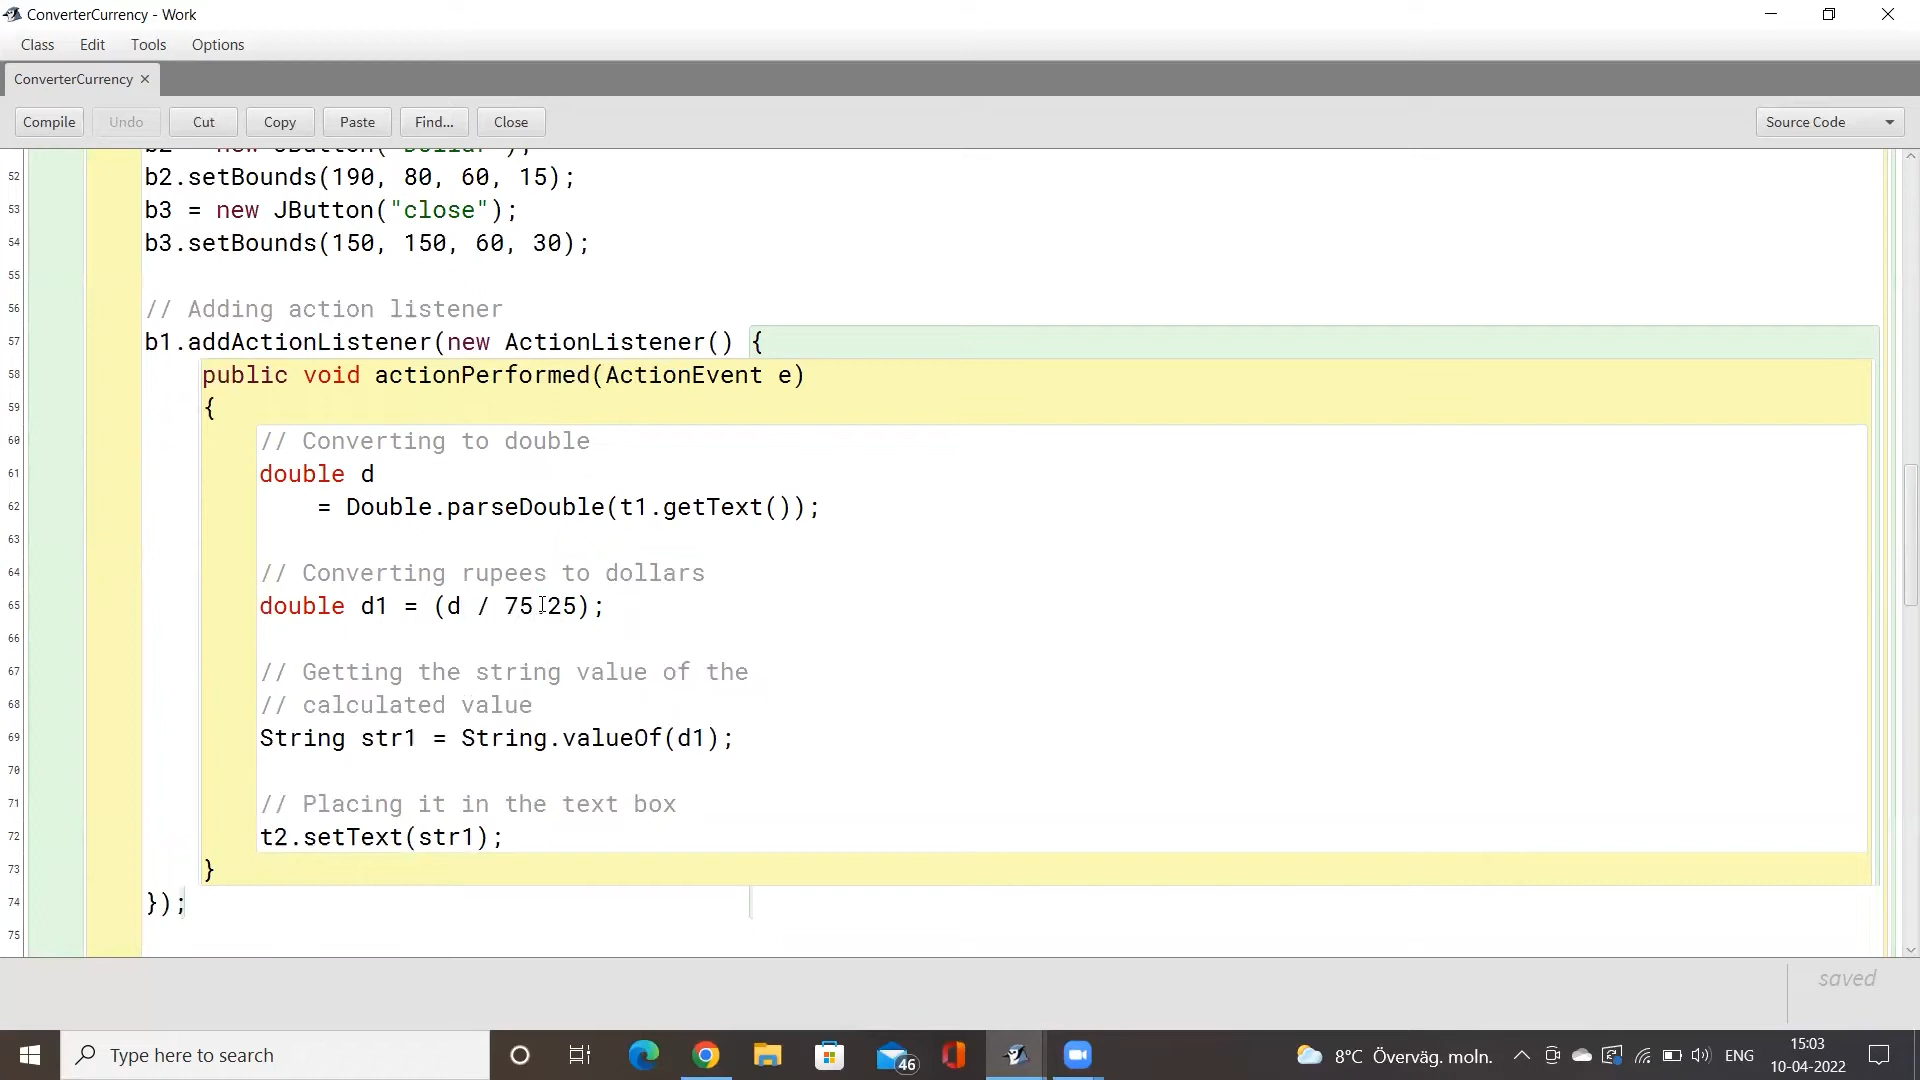 ConverterCurrency - Work
Class Edit Tools Options
ConverterCurrency ×
Compile Undo Cut Copy Paste Find... Close Source Code
52 b2.setBounds(190, 80, 60, 15);
53 b3 = new JButton("close");
54 b3.setBounds(150, 150, 60, 30);
55
56 // Adding action listener
57 b1.addActionListener(new ActionListener() {
58 public void actionPerformed(ActionEvent e)
59 {
60 // Converting to double
61 double d
62 = Double.parseDouble(t1.getText());
63
64 // Converting rupees to dollars
65 double d1 = (d / 75.25);
66
67 // Getting the string value of the
68 // calculated value
69 String str1 = String.valueOf(d1);
70
71 // Placing it in the text box
72 t2.setText(str1);
73 }
74 });
75
saved
Type here to search 46 8°C Överväg. moln. ENG 15:03
10-04-2022